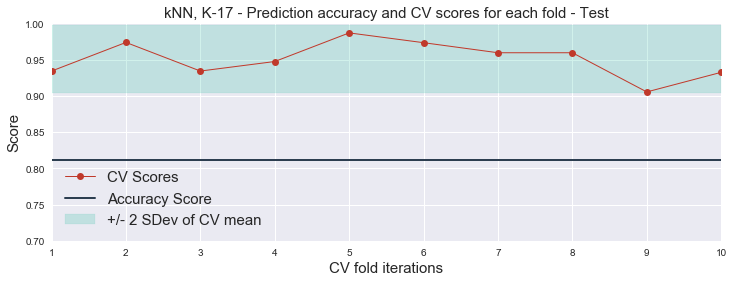 kNN, K-17 - Prediction accuracy and CV scores for each fold - Test
1.00
0.95
0.90
0.85
0.80
0.75
0.70
Score
CV Scores
Accuracy Score
+/- 2 SDev of CV mean
1 2 3 4 5 6 7 8 9 10
CV fold iterations